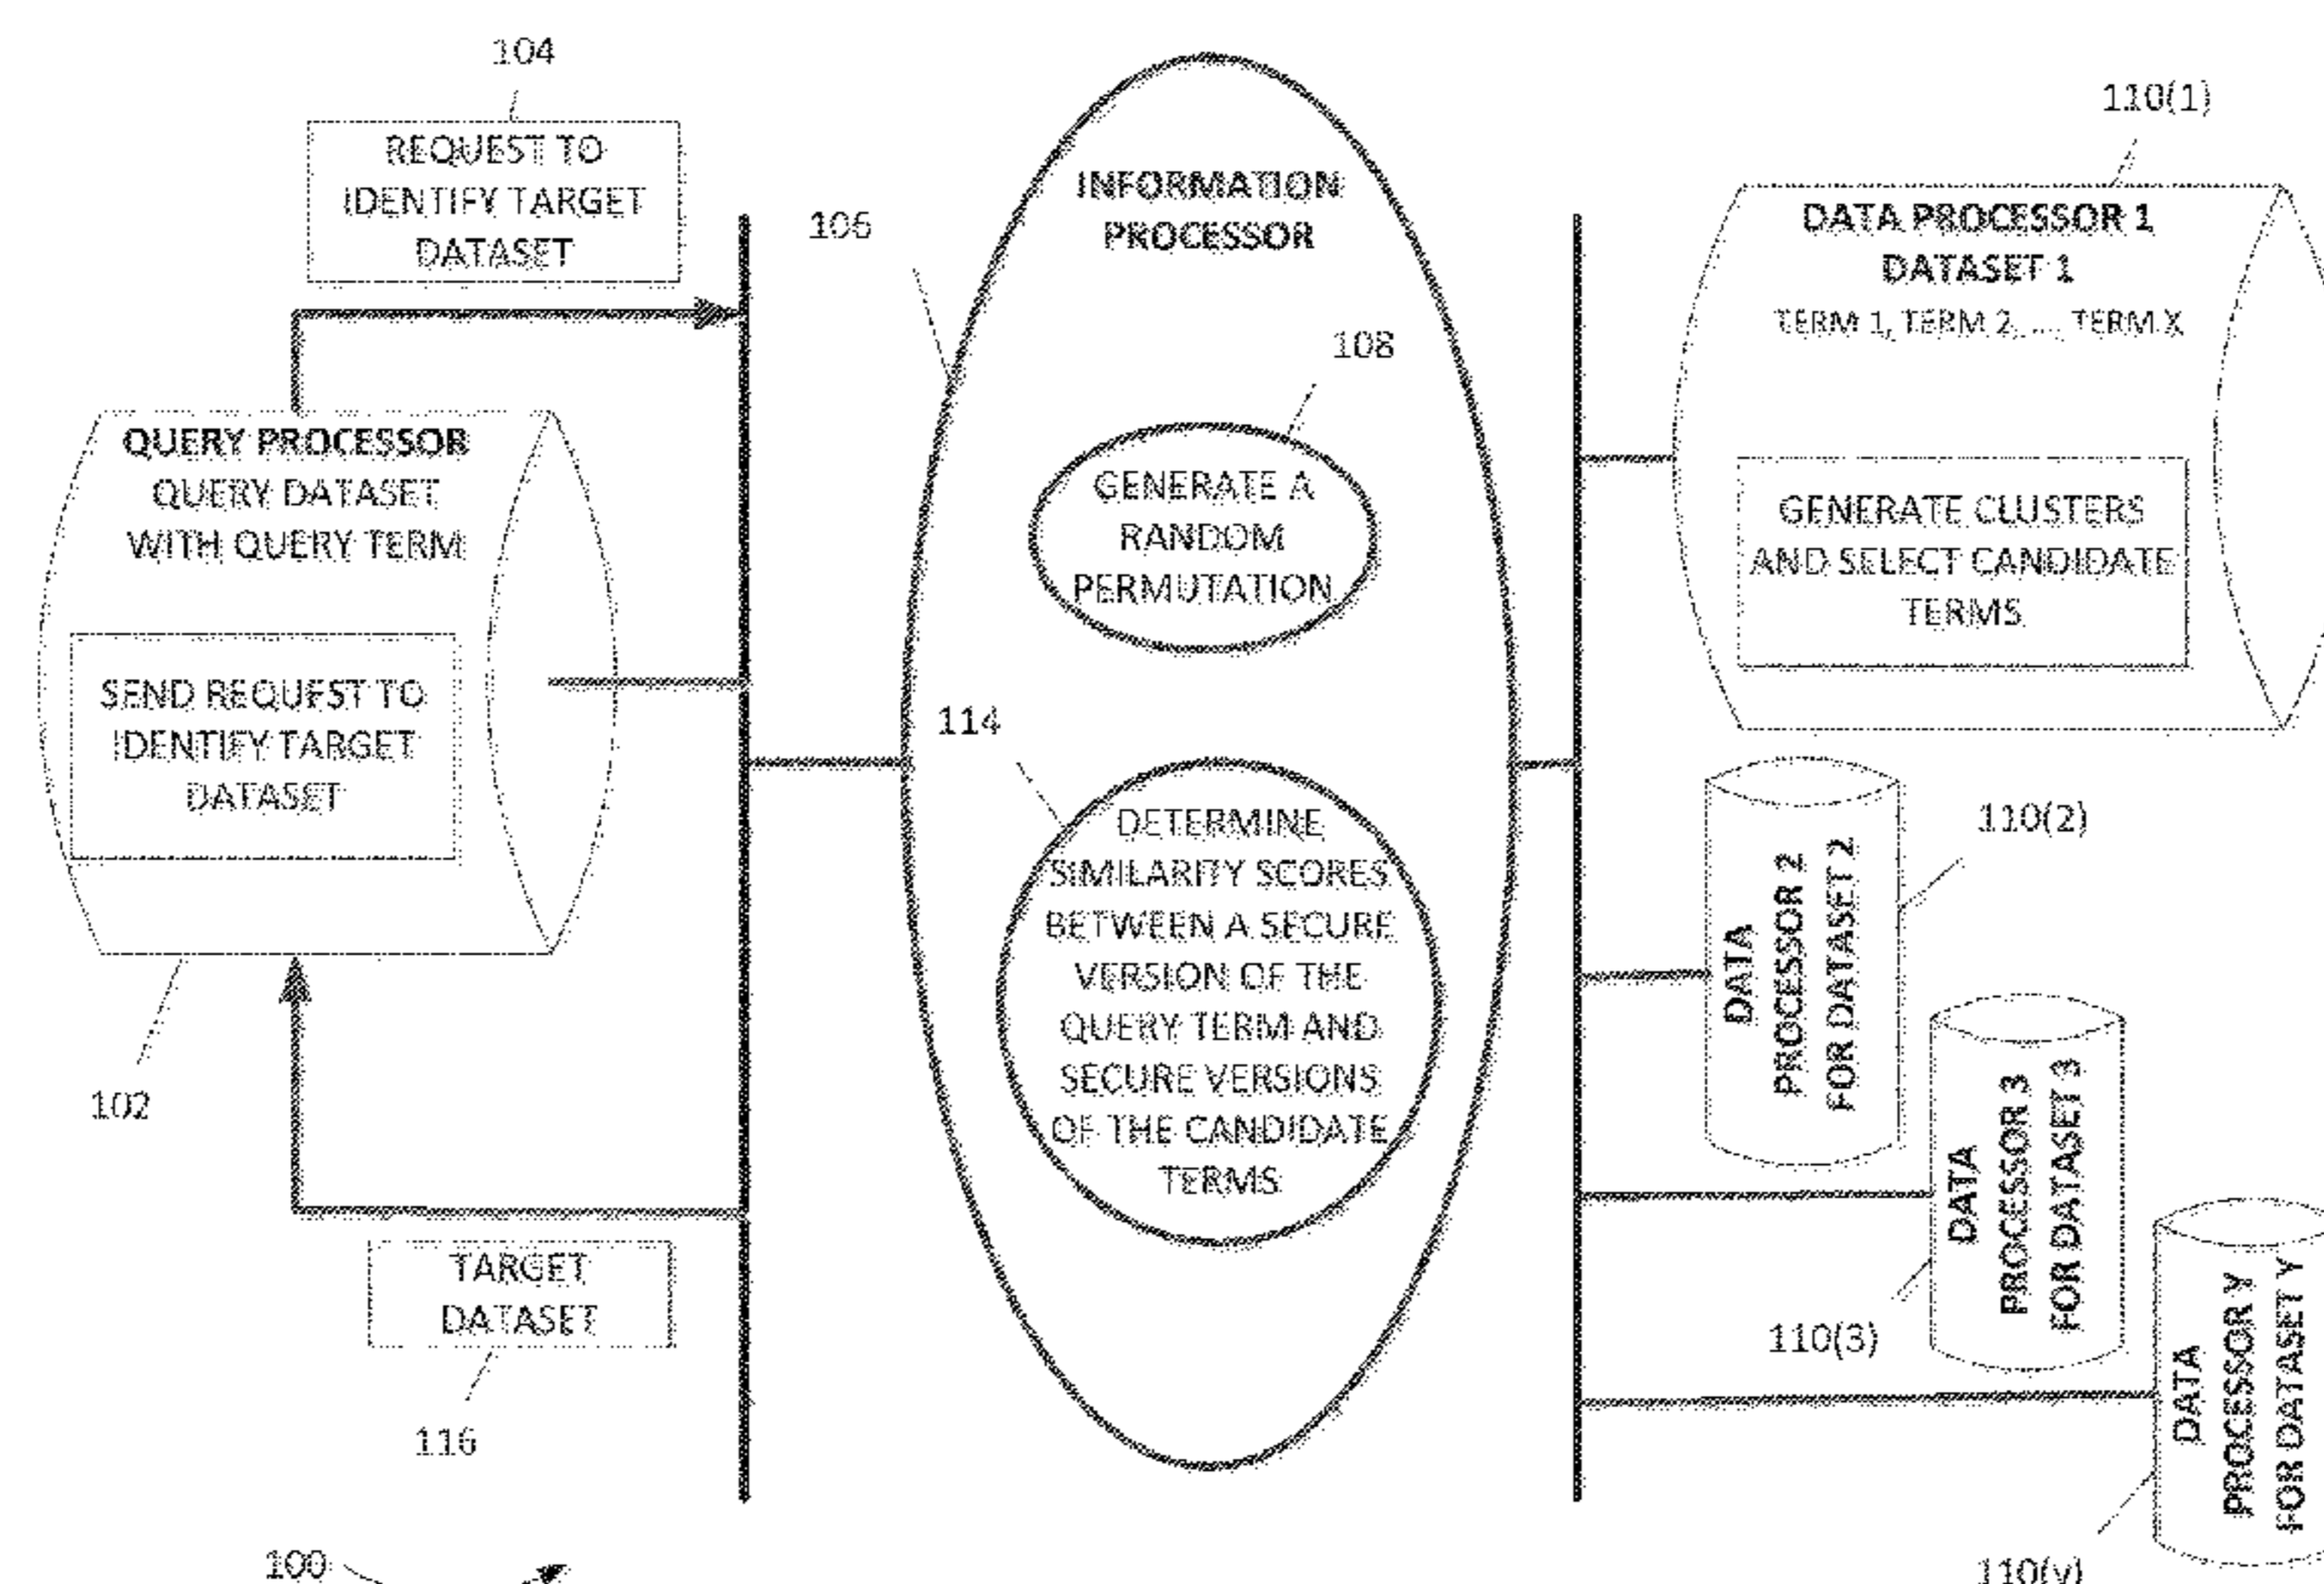 104
REQUEST TO
IDENTIFY TARGET
DATASET
QUERY PROCESSOR
QUERY DATASET
WITH QUERY TERM
SEND REQUEST TO
IDENTIFY TARGET
DATASET
102
TARGET
DATASET
116
100
106
INFORMATION
PROCESSOR
108
GENERATE A
RANDOM
PERMUTATION
114
DETERMINE
SIMILARITY SCORES
BETWEEN A SECURE
VERSION OF THE
QUERY TERM AND
SECURE VERSIONS
OF THE CANDIDATE
TERMS
110(1)
DATA PROCESSOR 1
DATASET 1
TERM 1, TERM 2, ..., TERM X
GENERATE CLUSTERS
AND SELECT CANDIDATE
TERMS
110(2)
DATA
PROCESSOR 2
FOR DATASET 2
110(3)
DATA
PROCESSOR 3
FOR DATASET 3
110(y)
DATA
PROCESSOR Y
FOR DATASET Y